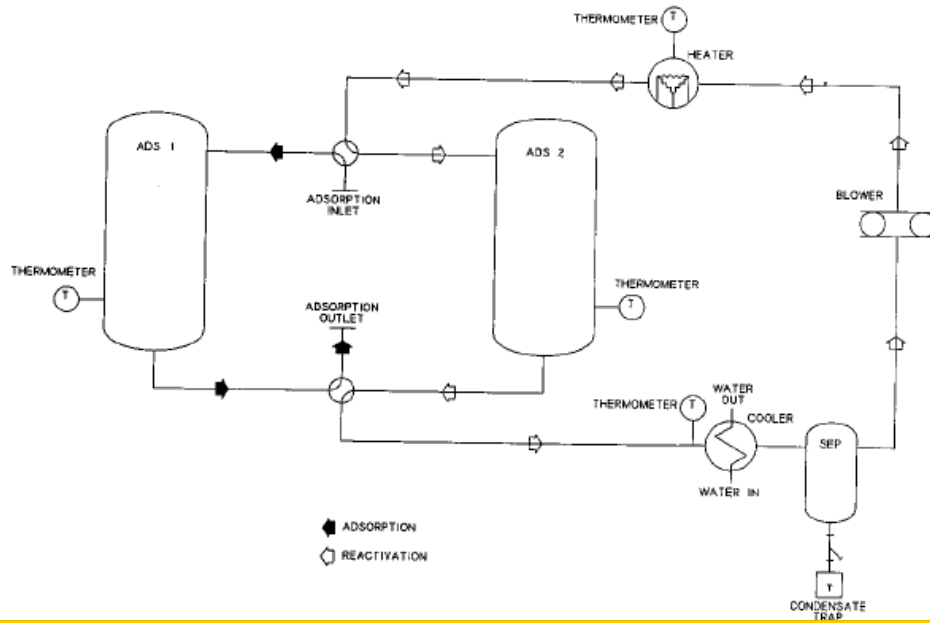 THERMOMETER
T
HEATER
ADS 1
ADS 2
ADSORPTION
INLET
BLOWER
THERMOMETER
T
ADSORPTION
OUTLET
THERMOMETER
T
WATER
OUT
THERMOMETER
T
COOLER
SEP
WATER IN
ADSORPTION
REACTIVATION
T
CONDENSATE
TRAP